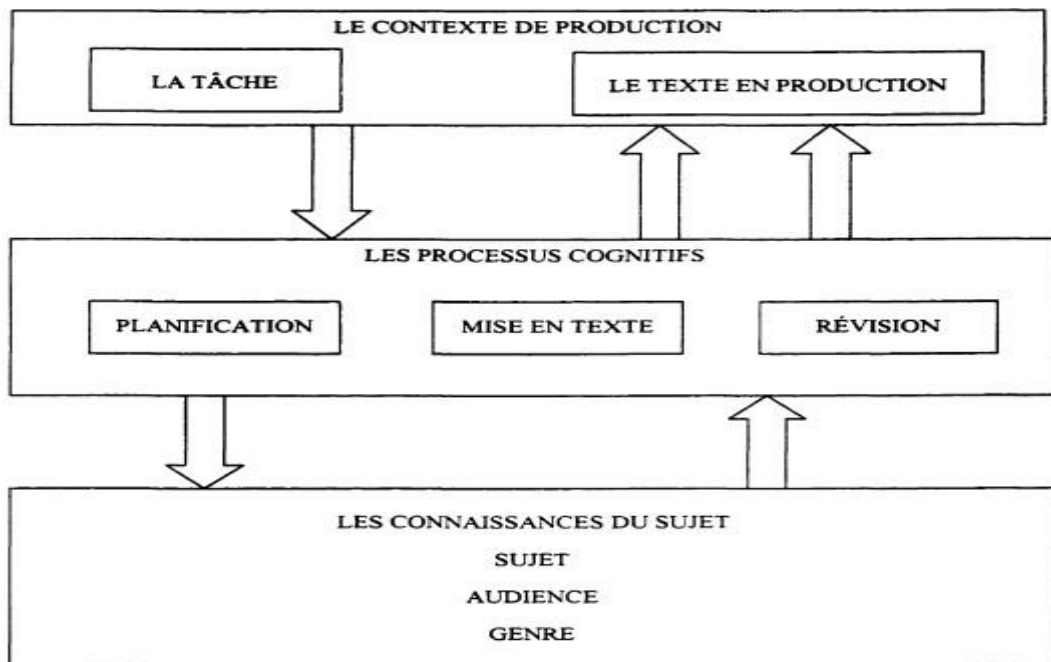 LE CONTEXTE DE PRODUCTION
LA TÂCHE
LE TEXTE EN PRODUCTION
LES PROCESSUS COGNITIFS
PLANIFICATION
MISE EN TEXTE
RÉVISION
LES CONNAISSANCES DU SUJET
SUJET
AUDIENCE
GENRE